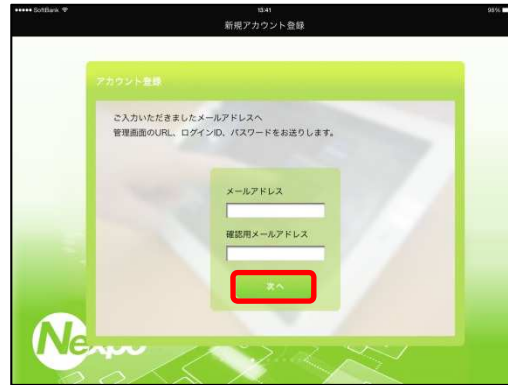 SoftBank
13:41
98%
新規アカウント登録
アカウント登録
ご入力いただきましたメールアドレスへ
管理画面のURL、ログインID、パスワードをお送りします。
メールアドレス
確認用メールアドレス
次へ
Nexpo